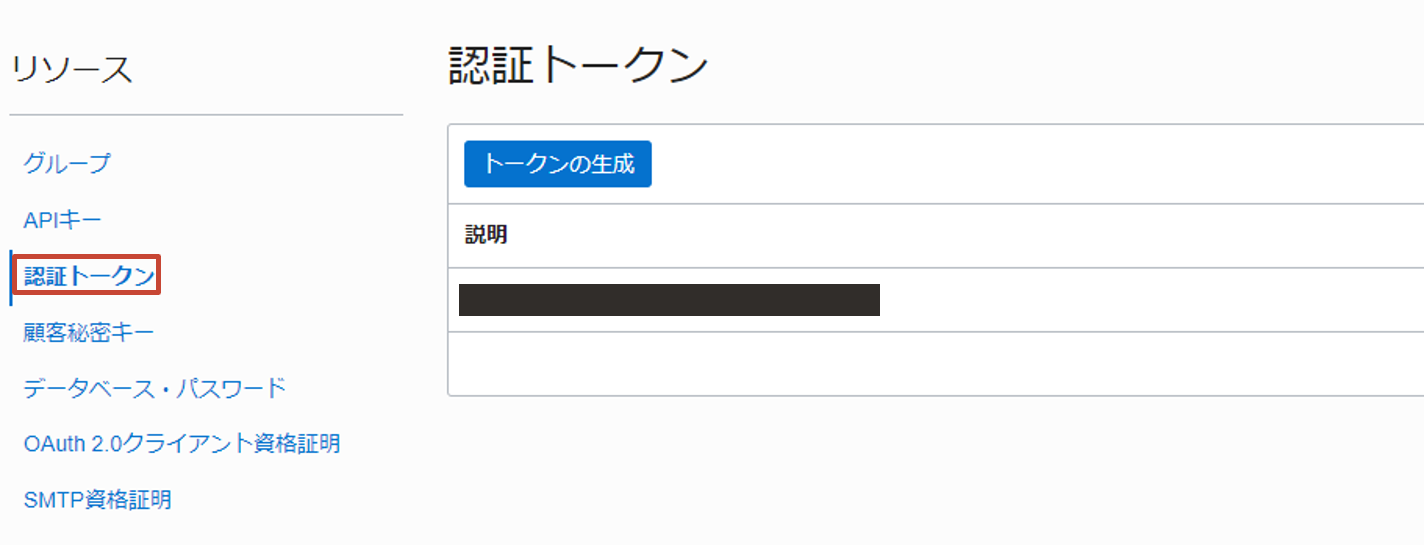 リソース
グループ
APIキー
認証トークン
顧客秘密キー
データベース・パスワード
OAuth 2.0クライアント資格証明
SMTP資格証明
認証トークン
トークンの生成
説明